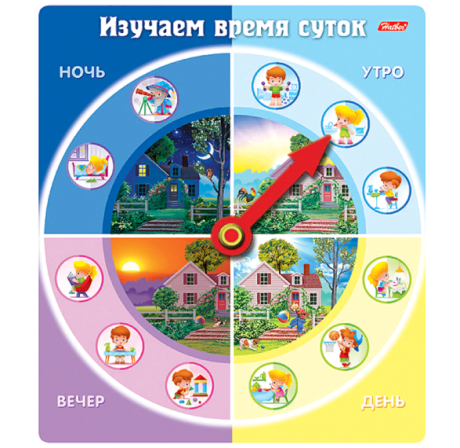 Изучаем время суток
Hatber
НОЧЬ
УТРО
ВЕЧЕР
ДЕНЬ